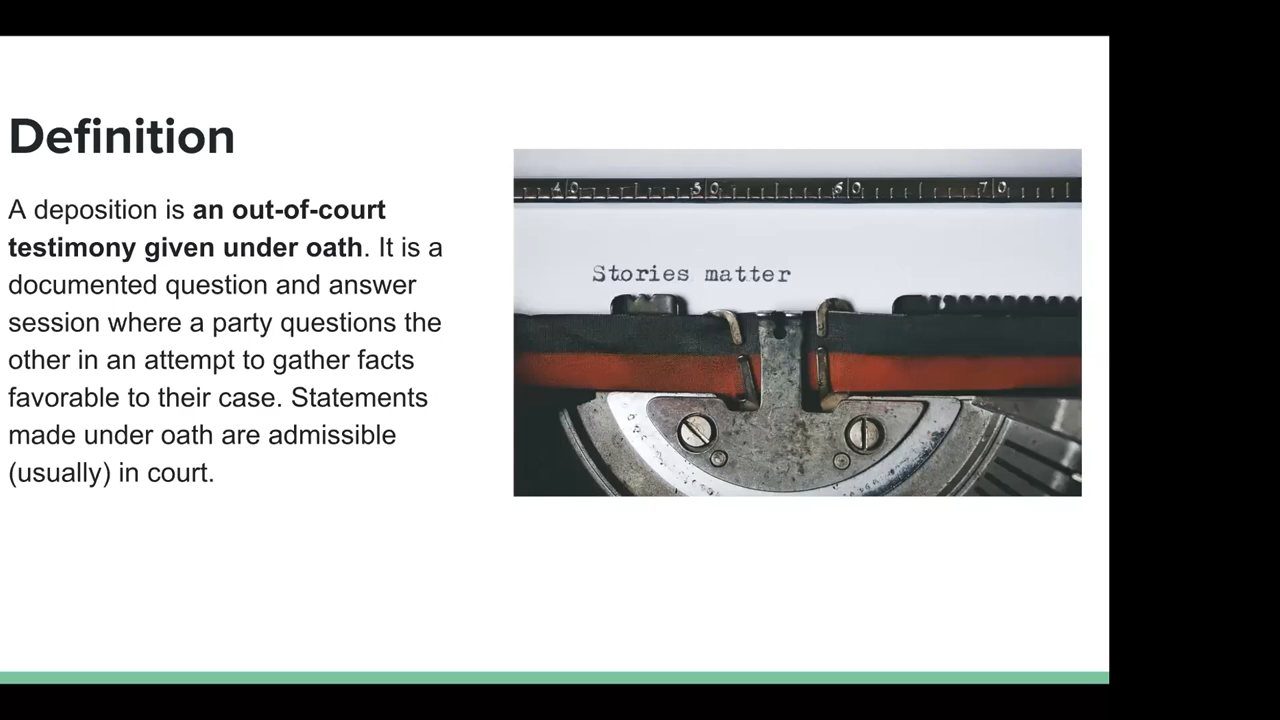 Definition
A deposition is an out-of-court
testimony given under oath. It is a
documented question and answer
session where a party questions the
other in an attempt to gather facts
favorable to their case. Statements
made under oath are admissible
(usually) in court.
40 50 60 70
Stories matter